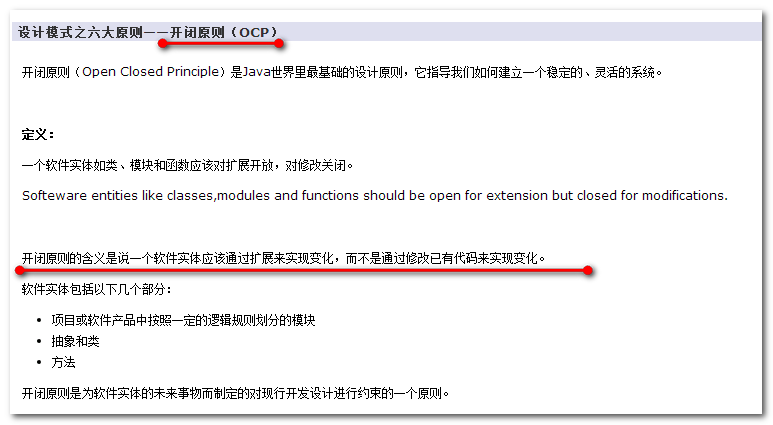 设计模式之六大原则——开闭原则（OCP）
开闭原则（Open Closed Principle）是Java世界里最基础的设计原则，它指导我们如何建立一个稳定的、灵活的系统。
定义：
一个软件实体如类、模块和函数应该对扩展开放，对修改关闭。
Softeware entities like classes,modules and functions should be open for extension but closed for modifications.
开闭原则的含义是说一个软件实体应该通过扩展来实现变化，而不是通过修改已有代码来实现变化。
软件实体包括以下几个部分：
• 项目或软件产品中按照一定的逻辑规则划分的模块
• 抽象和类
• 方法
开闭原则是为软件实体的未来事物而制定的对现行开发设计进行约束的一个原则。